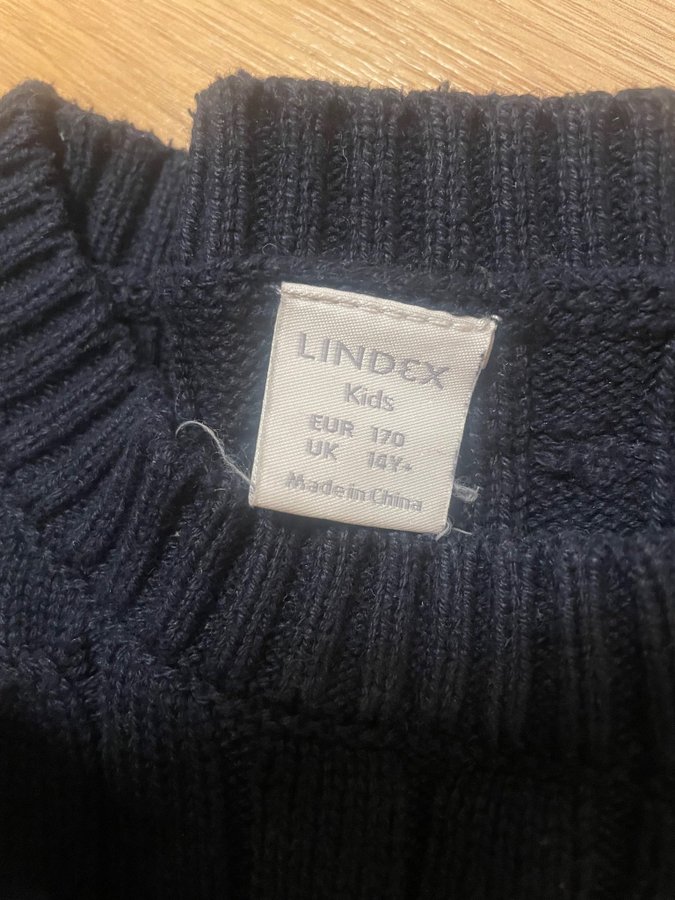 LINDEX
Kids
EUR 170
UK 14Y+
Made in China